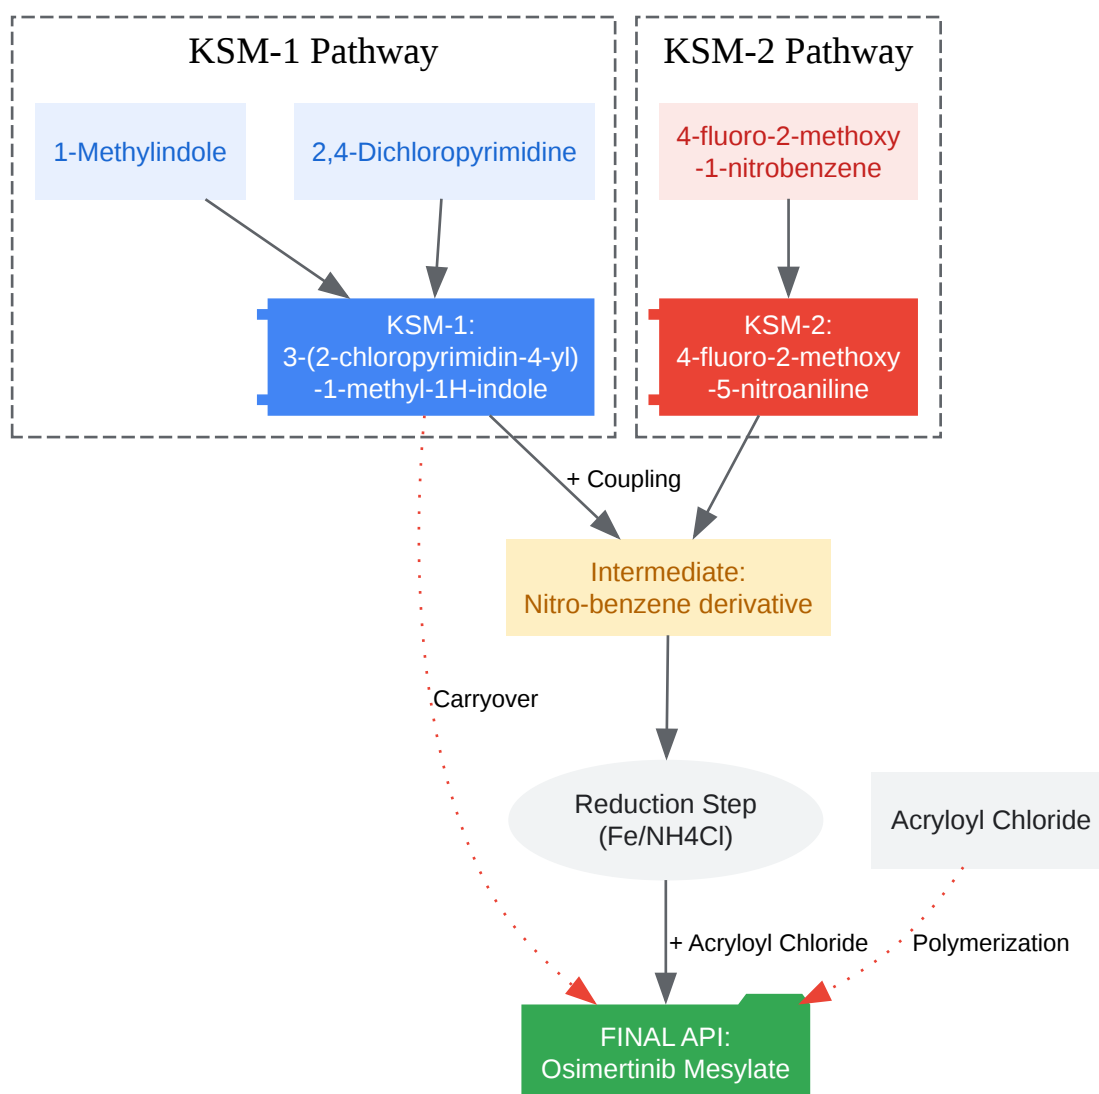 KSM-1 Pathway
KSM-2 Pathway
1-Methylindole
2,4-Dichloropyrimidine
4-fluoro-2-methoxy
-1-nitrobenzene
KSM-1:
3-(2-chloropyrimidin-4-yl)
-1-methyl-1H-indole
KSM-2:
4-fluoro-2-methoxy
-5-nitroaniline
+ Coupling
Intermediate:
Nitro-benzene derivative
Carryover
Reduction Step
(Fe/NH4Cl)
Acryloyl Chloride
+ Acryloyl Chloride
Polymerization
FINAL API:
Osimertinib Mesylate